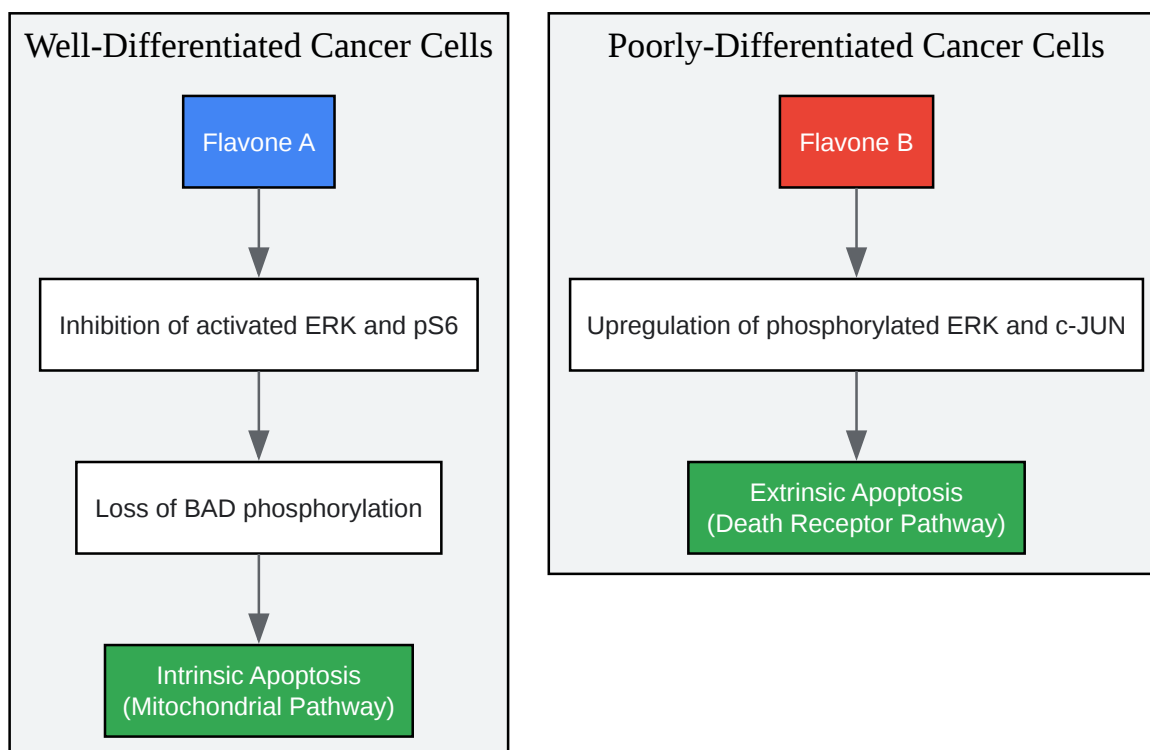 Well-Differentiated Cancer Cells
Flavone A
Inhibition of activated ERK and pS6
Loss of BAD phosphorylation
Intrinsic Apoptosis
(Mitochondrial Pathway)
Poorly-Differentiated Cancer Cells
Flavone B
Upregulation of phosphorylated ERK and c-JUN
Extrinsic Apoptosis
(Death Receptor Pathway)